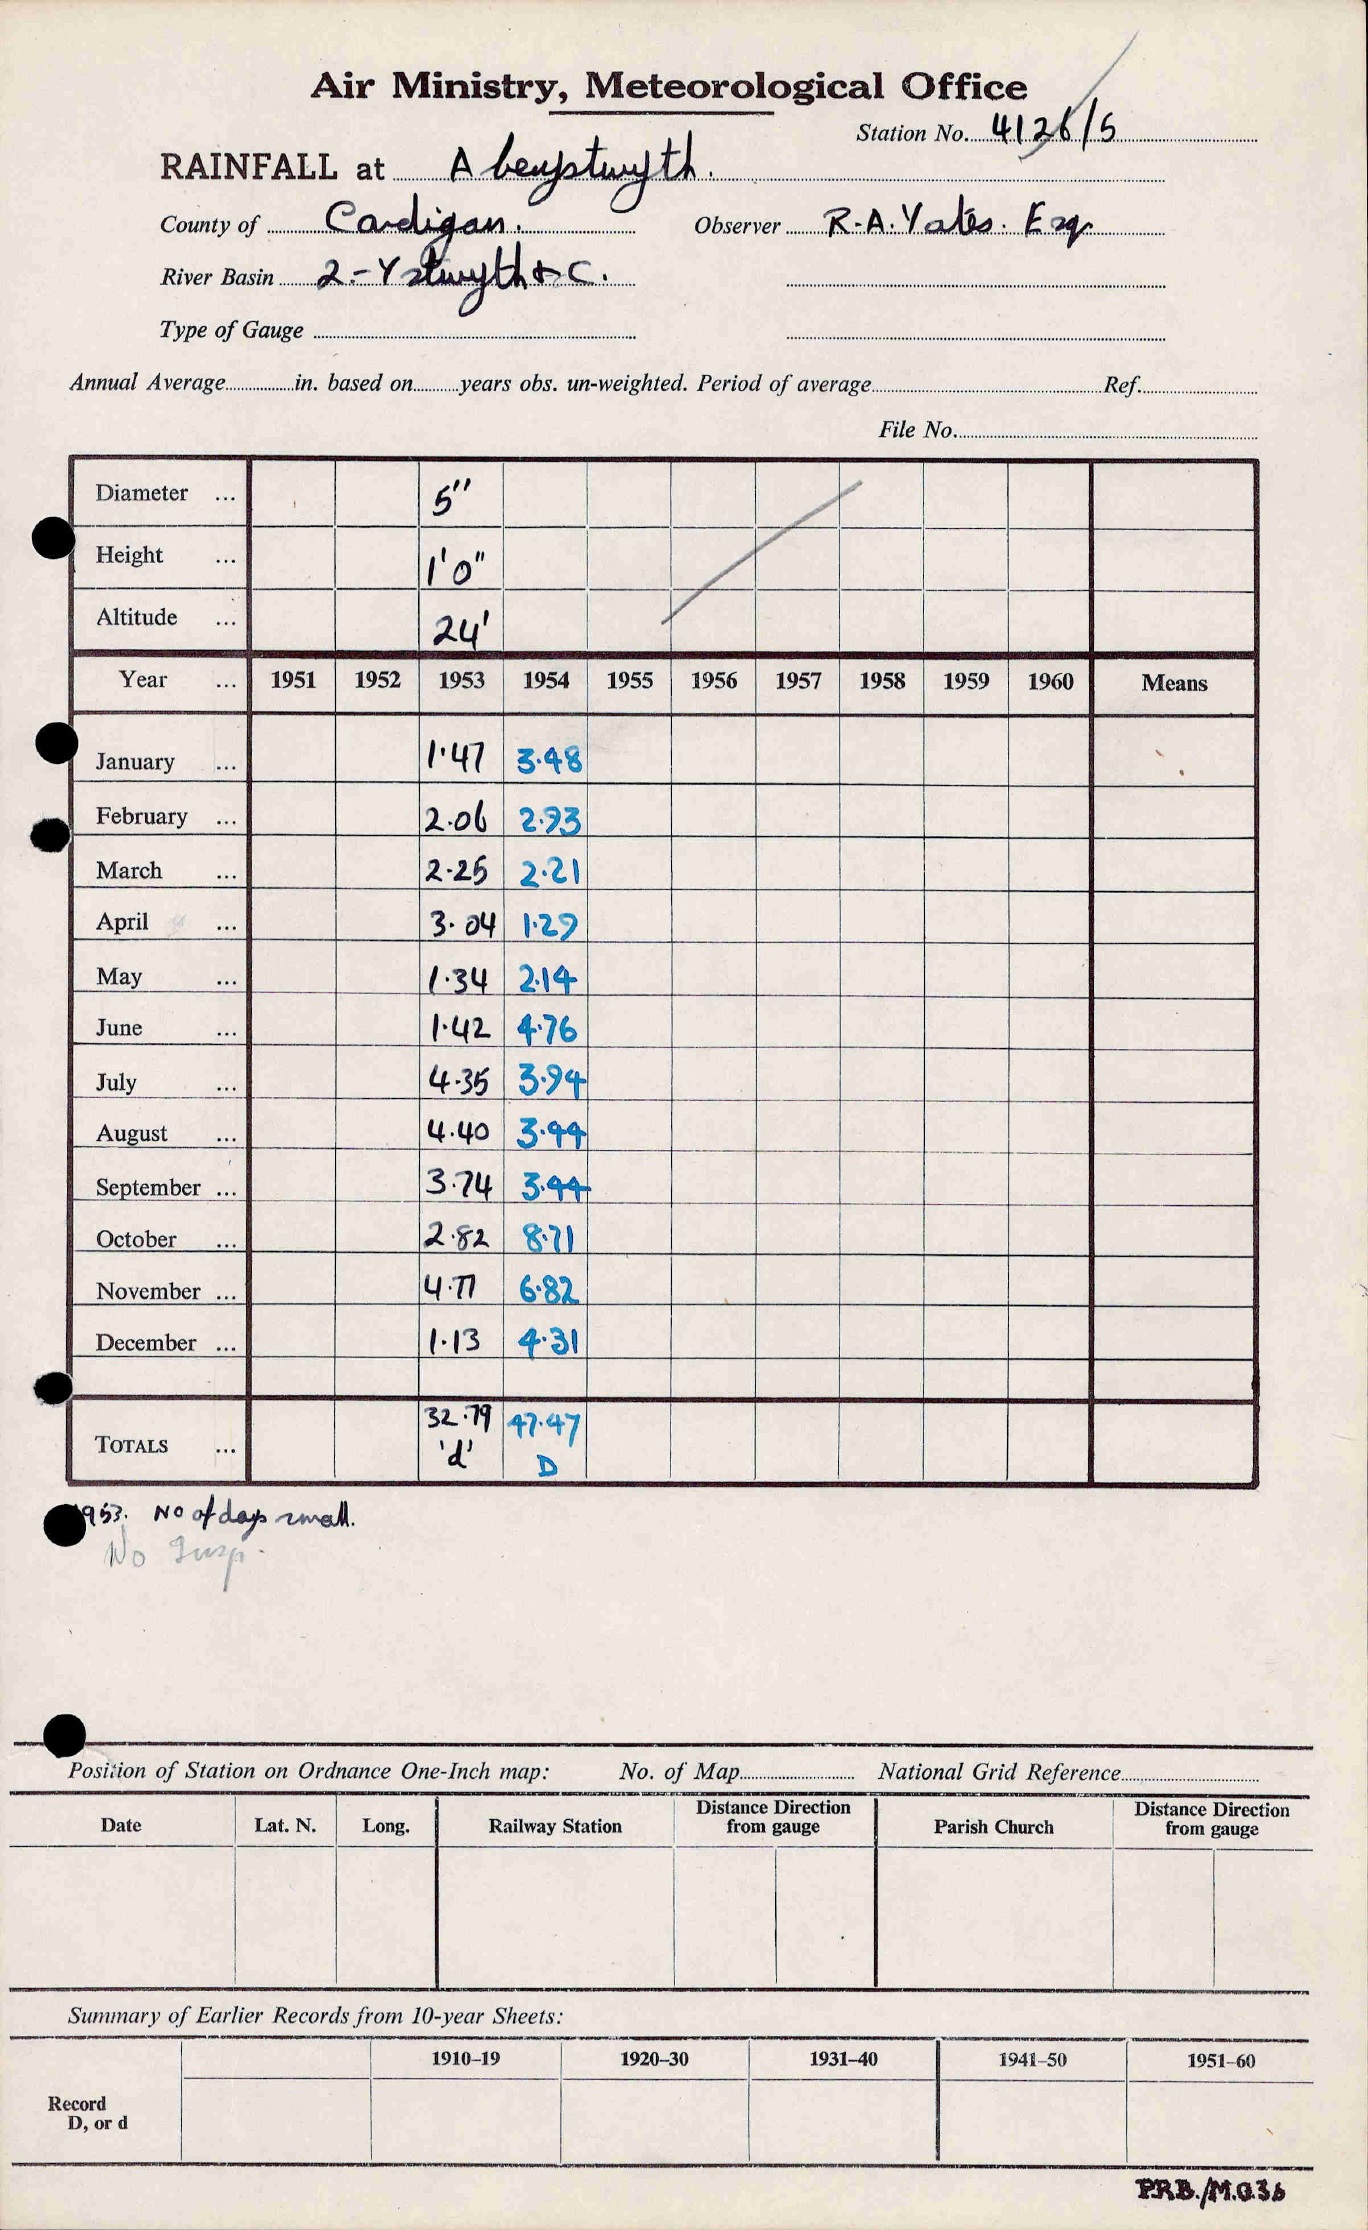 Air Ministry, Meteorological Office
Station No. 4126/5
RAINFALL at Aberystwyth.
County of Cardigan. Observer R.A. Yates. Esq
River Basin 2.-Ystwyth & C.
Type of Gauge
Annual Average in. based on years obs. un-weighted. Period of average Ref.
File No.
Diameter ... 5"
Height ... 1'0"
Altitude ... 24'
Year ... 1951 1952 1953 1954 1955 1956 1957 1958 1959 1960 Means
January ... 1.47 3.48
February ... 2.06 2.93
March ... 2.25 2.21
April ... 3.04 1.29
May ... 1.34 2.14
June ... 1.42 4.76
July ... 4.35 3.94
August ... 4.40 3.44
September ... 3.74 3.44
October ... 2.82 8.71
November ... 4.77 6.82
December ... 1.13 4.31
TOTALS ... 32.79 47.47
'd' D
1953. No of days small.
No Insp.
Position of Station on Ordnance One-Inch map: No. of Map National Grid Reference
Date Lat. N. Long. Railway Station Distance Direction from gauge Parish Church Distance Direction from gauge
Summary of Earlier Records from 10-year Sheets:
1910–19 1920–30 1931–40 1941–50 1951–60
Record
D, or d
P.R.B./M.O.3b